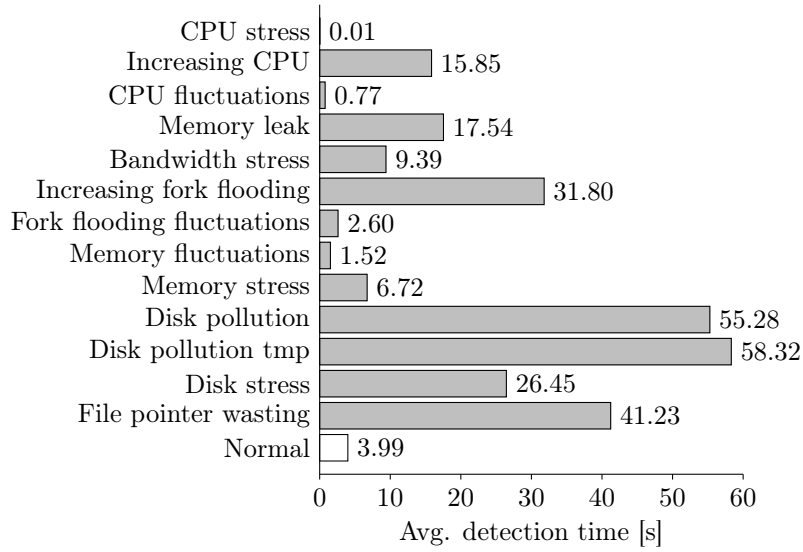 CPU stress 0.01
Increasing CPU 15.85
CPU fluctuations 0.77
Memory leak 17.54
Bandwidth stress 9.39
Increasing fork flooding 31.80
Fork flooding fluctuations 2.60
Memory fluctuations 1.52
Memory stress 6.72
Disk pollution 55.28
Disk pollution tmp 58.32
Disk stress 26.45
File pointer wasting 41.23
Normal 3.99
0 10 20 30 40 50 60
Avg. detection time [s]